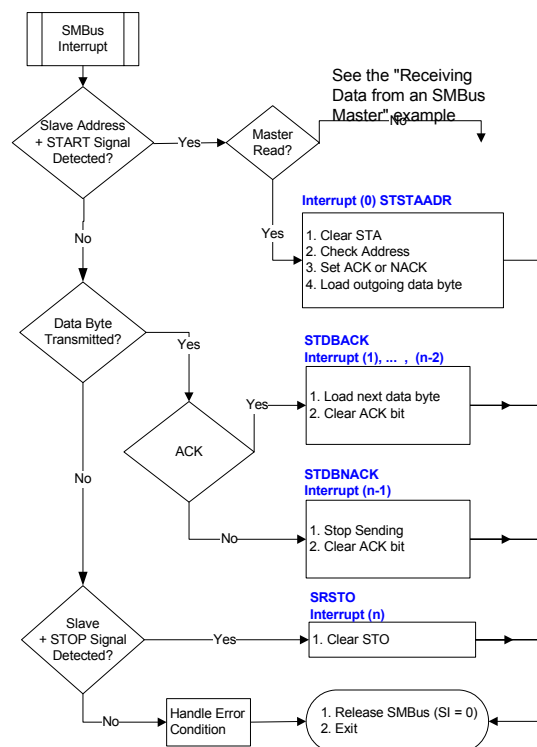 SMBus
Interrupt
See the "Receiving
Data from an SMBus
Master" example
Slave Address
+ START Signal
Detected?
Yes
Master
Read?
No
Interrupt (0) STSTAADR
1. Clear STA
2. Check Address
3. Set ACK or NACK
4. Load outgoing data byte
Yes
No
Data Byte
Transmitted?
Yes
STDBACK
Interrupt (1), ... , (n-2)
1. Load next data byte
2. Clear ACK bit
Yes
ACK
No
STDBNACK
Interrupt (n-1)
1. Stop Sending
2. Clear ACK bit
No
Slave
+ STOP Signal
Detected?
Yes
SRSTO
Interrupt (n)
1. Clear STO
No
Handle Error
Condition
1. Release SMBus (SI = 0)
2. Exit